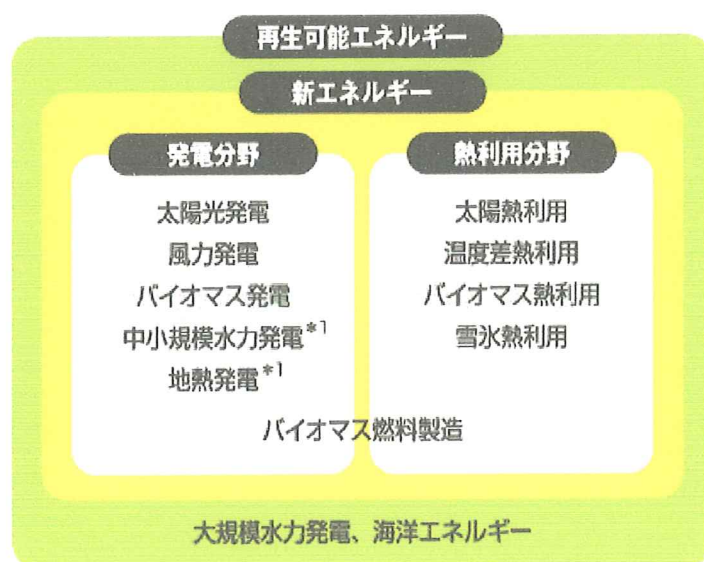 再生可能エネルギー
新エネルギー
発電分野
太陽光発電
風力発電
バイオマス発電
中小規模水力発電*1
地熱発電*1
熱利用分野
太陽熱利用
温度差熱利用
バイオマス熱利用
雪氷熱利用
バイオマス燃料製造
大規模水力発電、海洋エネルギー